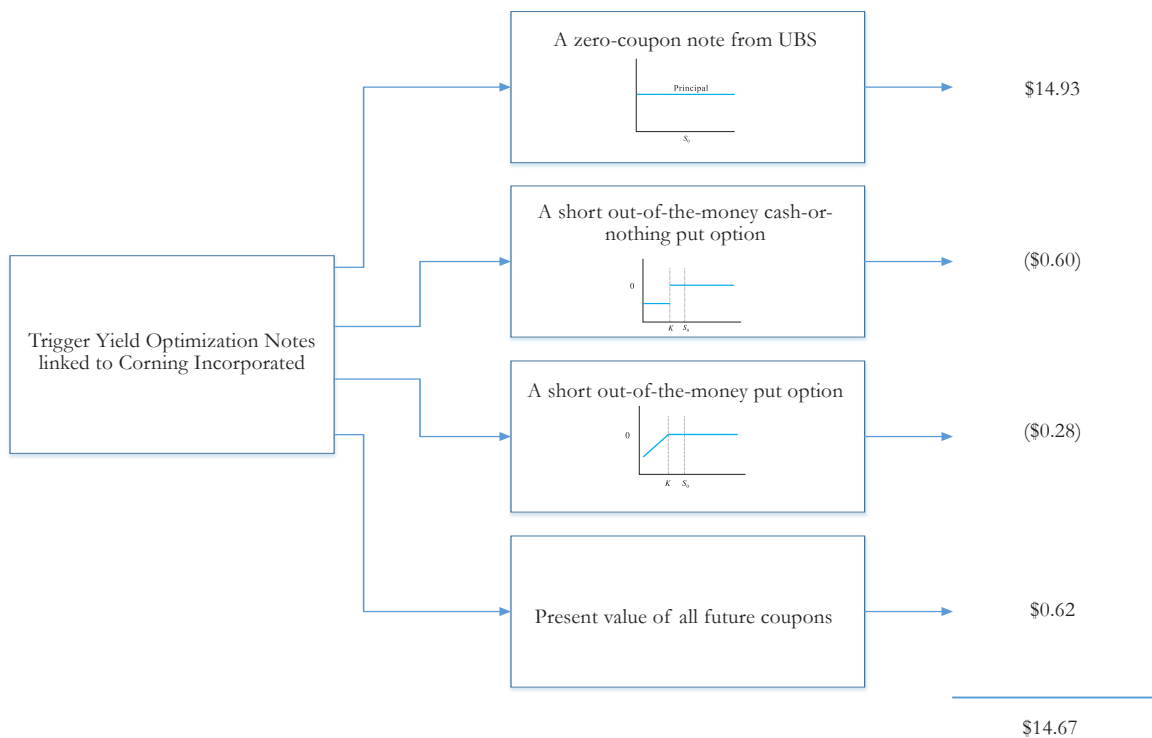 A zero-coupon note from UBS
Principal
S₀
$14.93
A short out-of-the-money cash-or-
nothing put option
0
K S₀
($0.60)
Trigger Yield Optimization Notes
linked to Corning Incorporated
A short out-of-the-money put option
0
K S₀
($0.28)
Present value of all future coupons
$0.62
$14.67